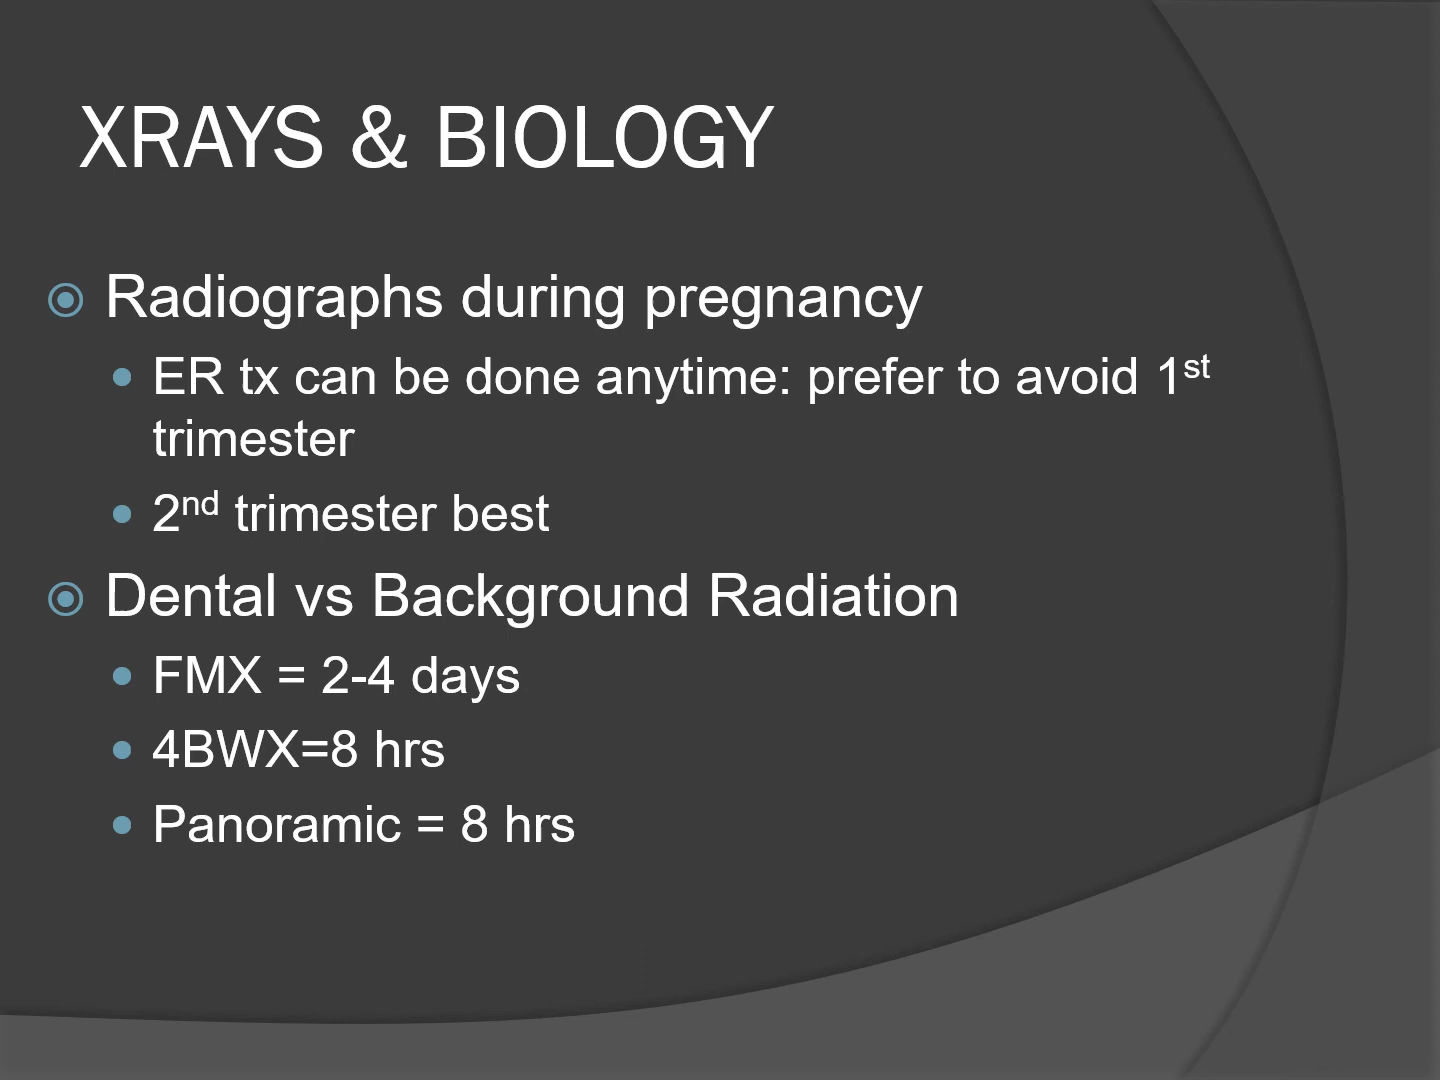 XRAYS & BIOLOGY
Radiographs during pregnancy
ER tx can be done anytime: prefer to avoid 1st
trimester
2nd trimester best
Dental vs Background Radiation
FMX = 2-4 days
4BWX=8 hrs
Panoramic = 8 hrs